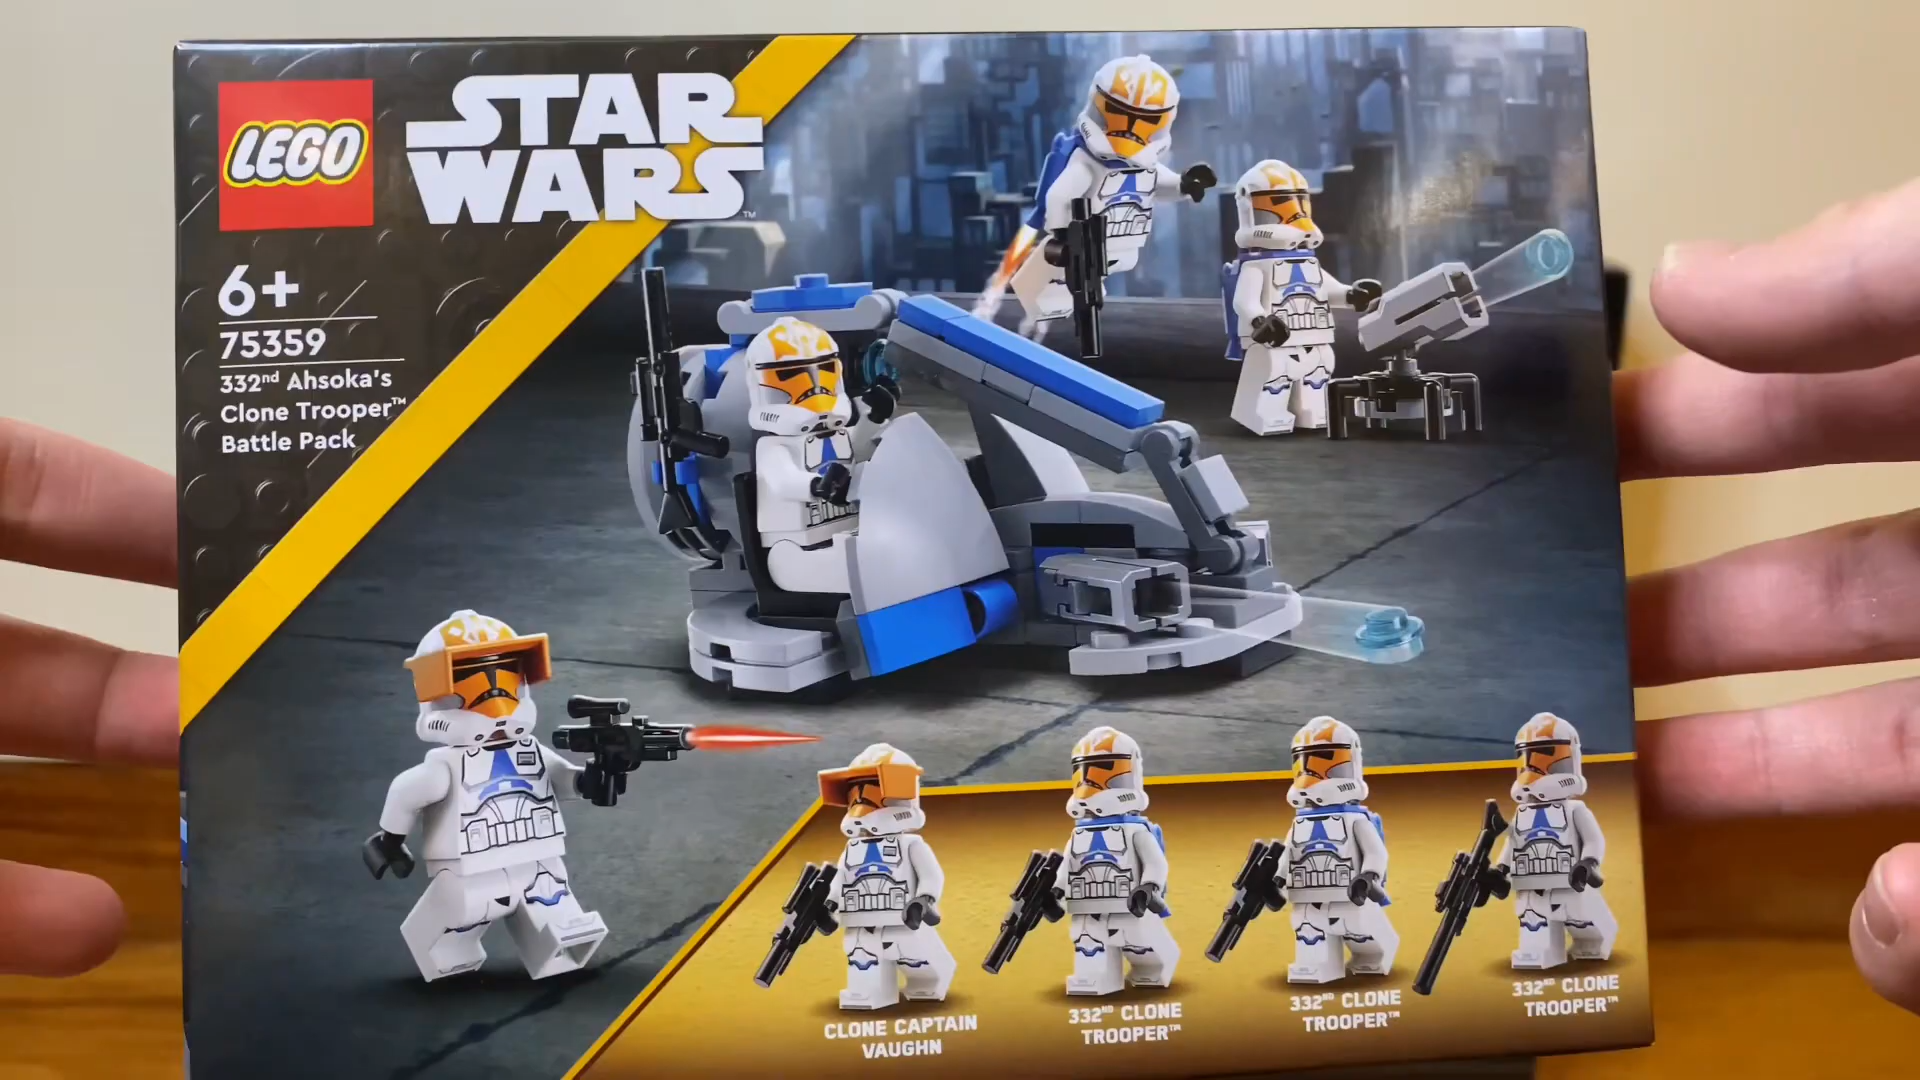 LEGO
STAR
WARS™
6+
75359
332nd Ahsoka's
Clone Trooper™
Battle Pack
CLONE CAPTAIN
VAUGHN
332ND CLONE
TROOPER™
332ND CLONE
TROOPER™
332ND CLONE
TROOPER™